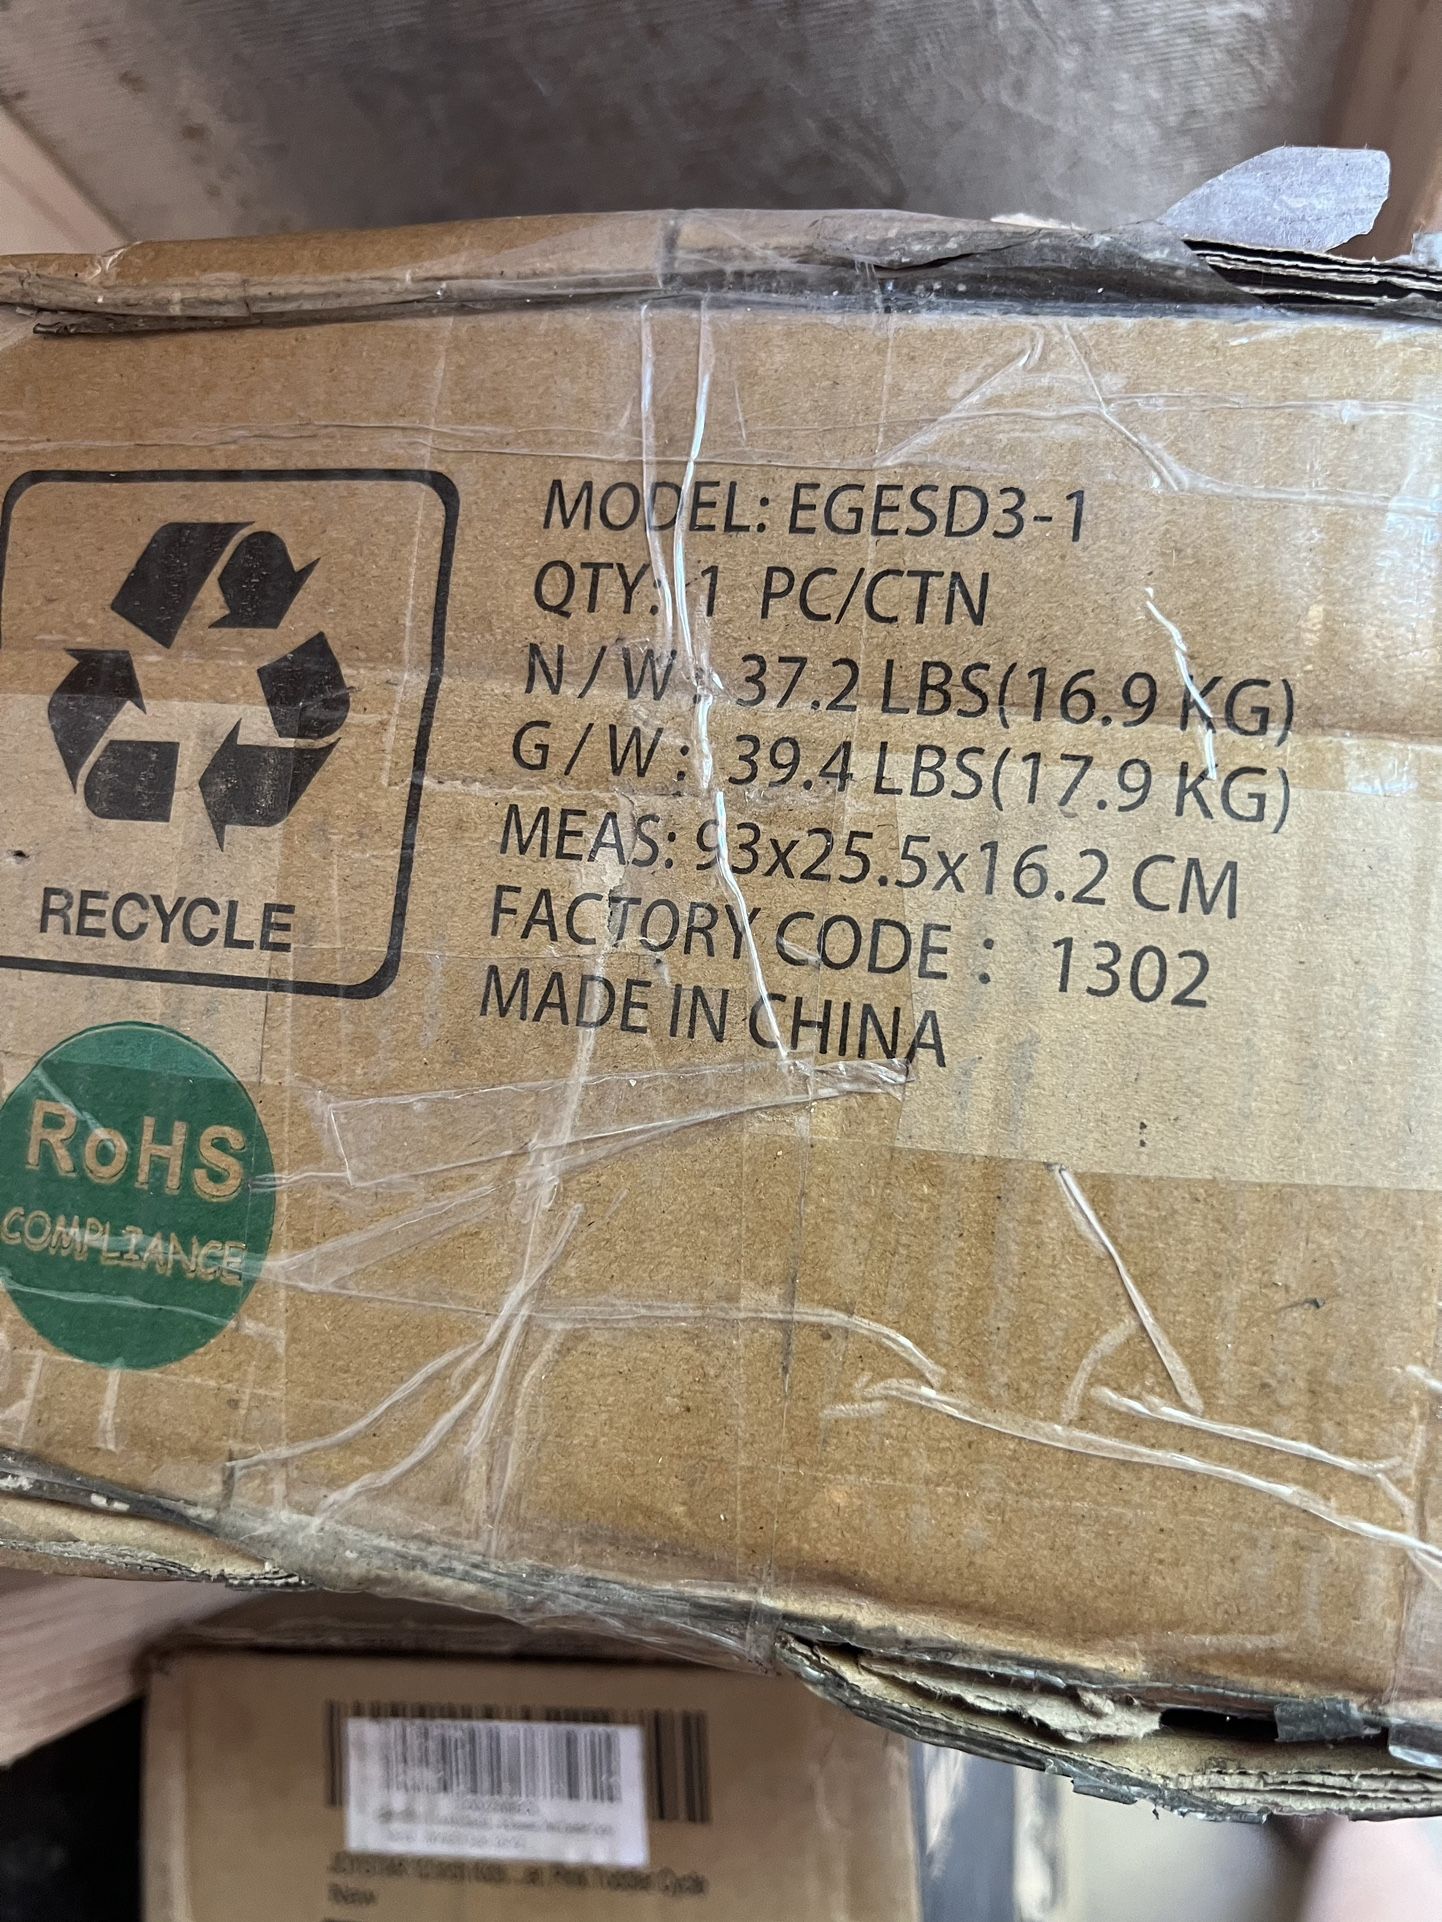 MODEL: EGESD3-1
QTY: 1 PC/CTN
N/W: 37.2 LBS(16.9 KG)
G/W: 39.4 LBS(17.9 KG)
MEAS: 93x25.5x16.2 CM
FACTORY CODE: 1302
MADE IN CHINA
RECYCLE
RoHS
COMPLIANCE
New